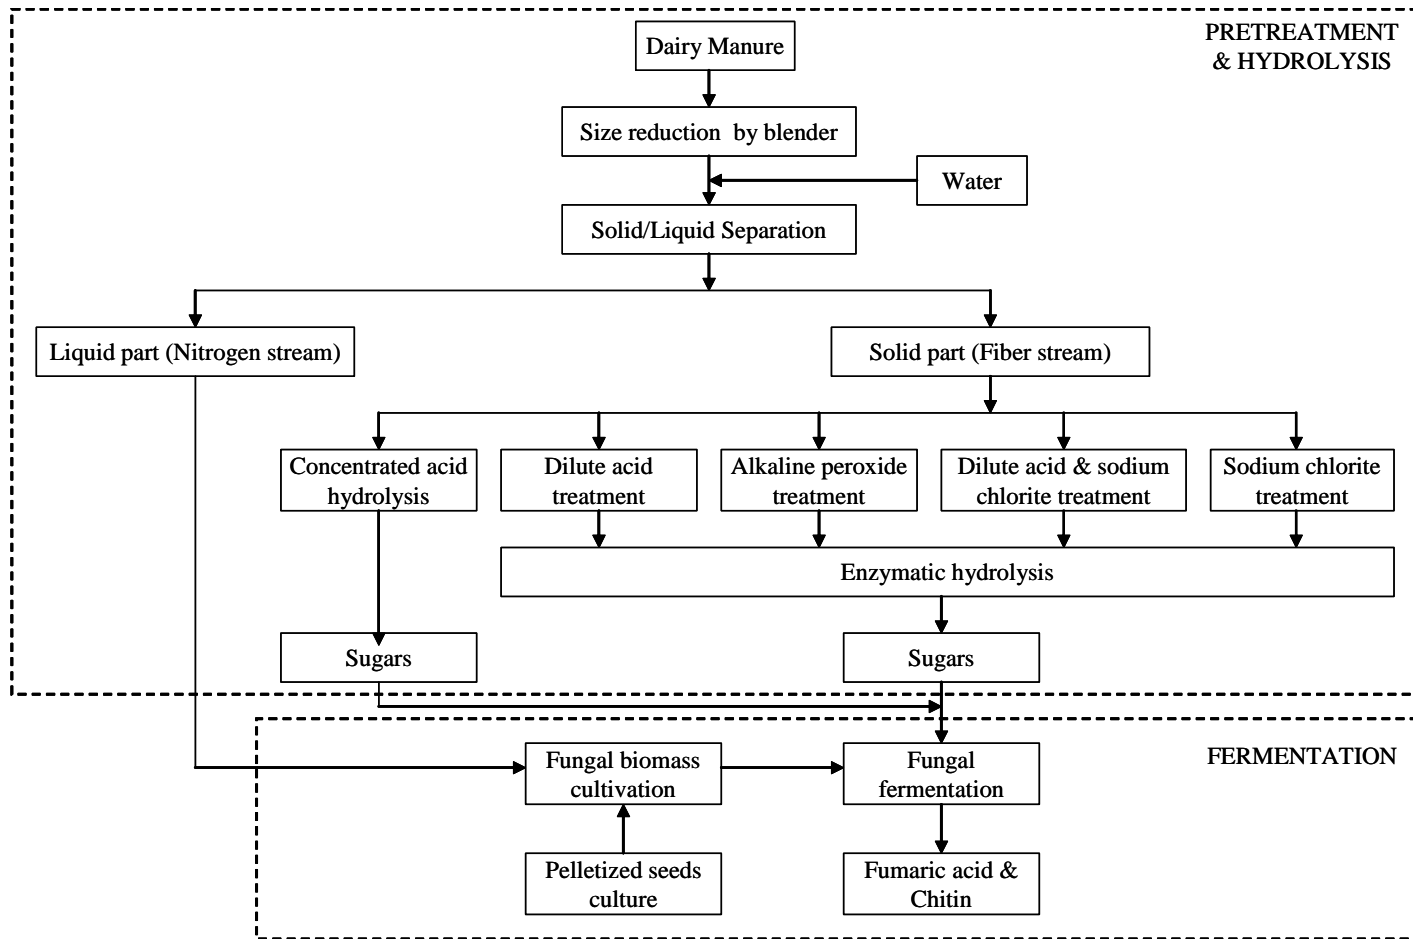 PRETREATMENT
& HYDROLYSIS
Dairy Manure
Size reduction by blender
Water
Solid/Liquid Separation
Liquid part (Nitrogen stream)
Solid part (Fiber stream)
Concentrated acid
hydrolysis
Dilute acid
treatment
Alkaline peroxide
treatment
Dilute acid & sodium
chlorite treatment
Sodium chlorite
treatment
Enzymatic hydrolysis
Sugars
Sugars
FERMENTATION
Fungal biomass
cultivation
Fungal
fermentation
Pelletized seeds
culture
Fumaric acid &
Chitin